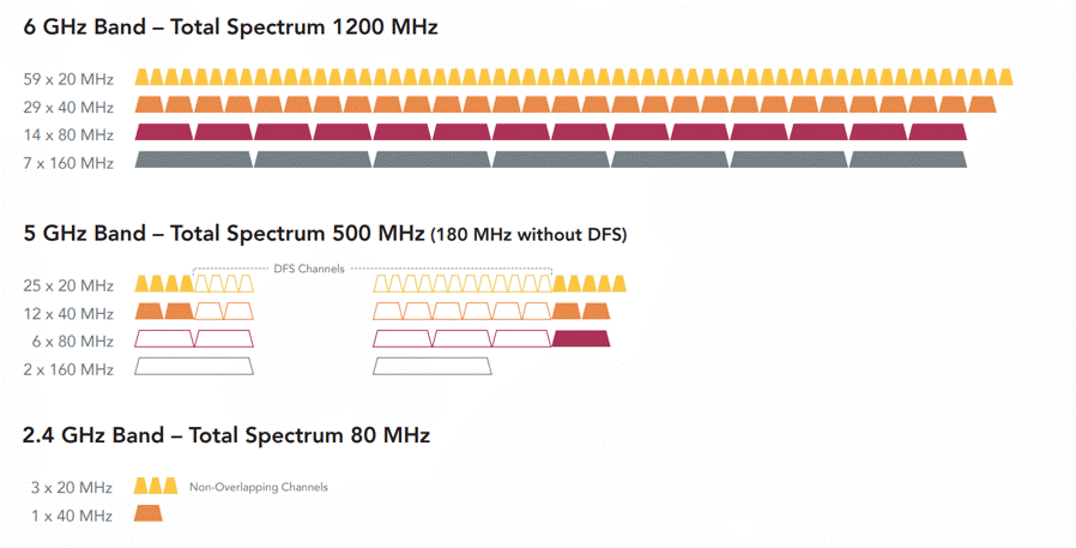 6 GHz Band – Total Spectrum 1200 MHz
59 x 20 MHz
29 x 40 MHz
14 x 80 MHz
7 x 160 MHz
5 GHz Band – Total Spectrum 500 MHz (180 MHz without DFS)
DFS Channels
25 x 20 MHz
12 x 40 MHz
6 x 80 MHz
2 x 160 MHz
2.4 GHz Band – Total Spectrum 80 MHz
3 x 20 MHz Non-Overlapping Channels
1 x 40 MHz